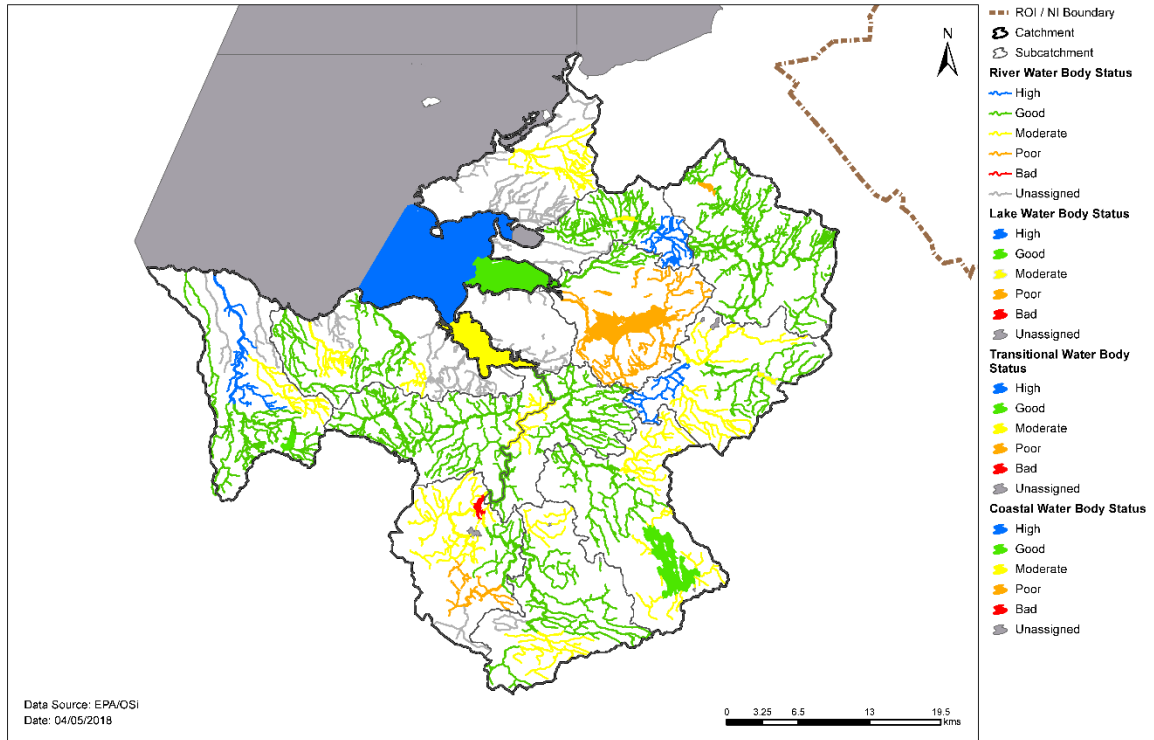 N
ROI / NI Boundary
Catchment
Subcatchment
River Water Body Status
High
Good
Moderate
Poor
Bad
Unassigned
Lake Water Body Status
High
Good
Moderate
Poor
Bad
Unassigned
Transitional Water Body
Status
High
Good
Moderate
Poor
Bad
Unassigned
Coastal Water Body Status
High
Good
Moderate
Poor
Bad
Unassigned
Data Source: EPA/OSi
Date: 04/05/2018
0 3.25 6.5 13 19.5
kms